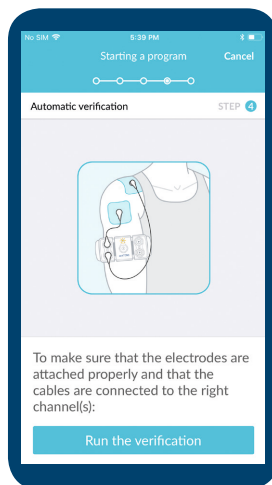 No SIM 5:39 PM
Starting a program Cancel
Automatic verification STEP 4
To make sure that the electrodes are
attached properly and that the
cables are connected to the right
channel(s):
Run the verification